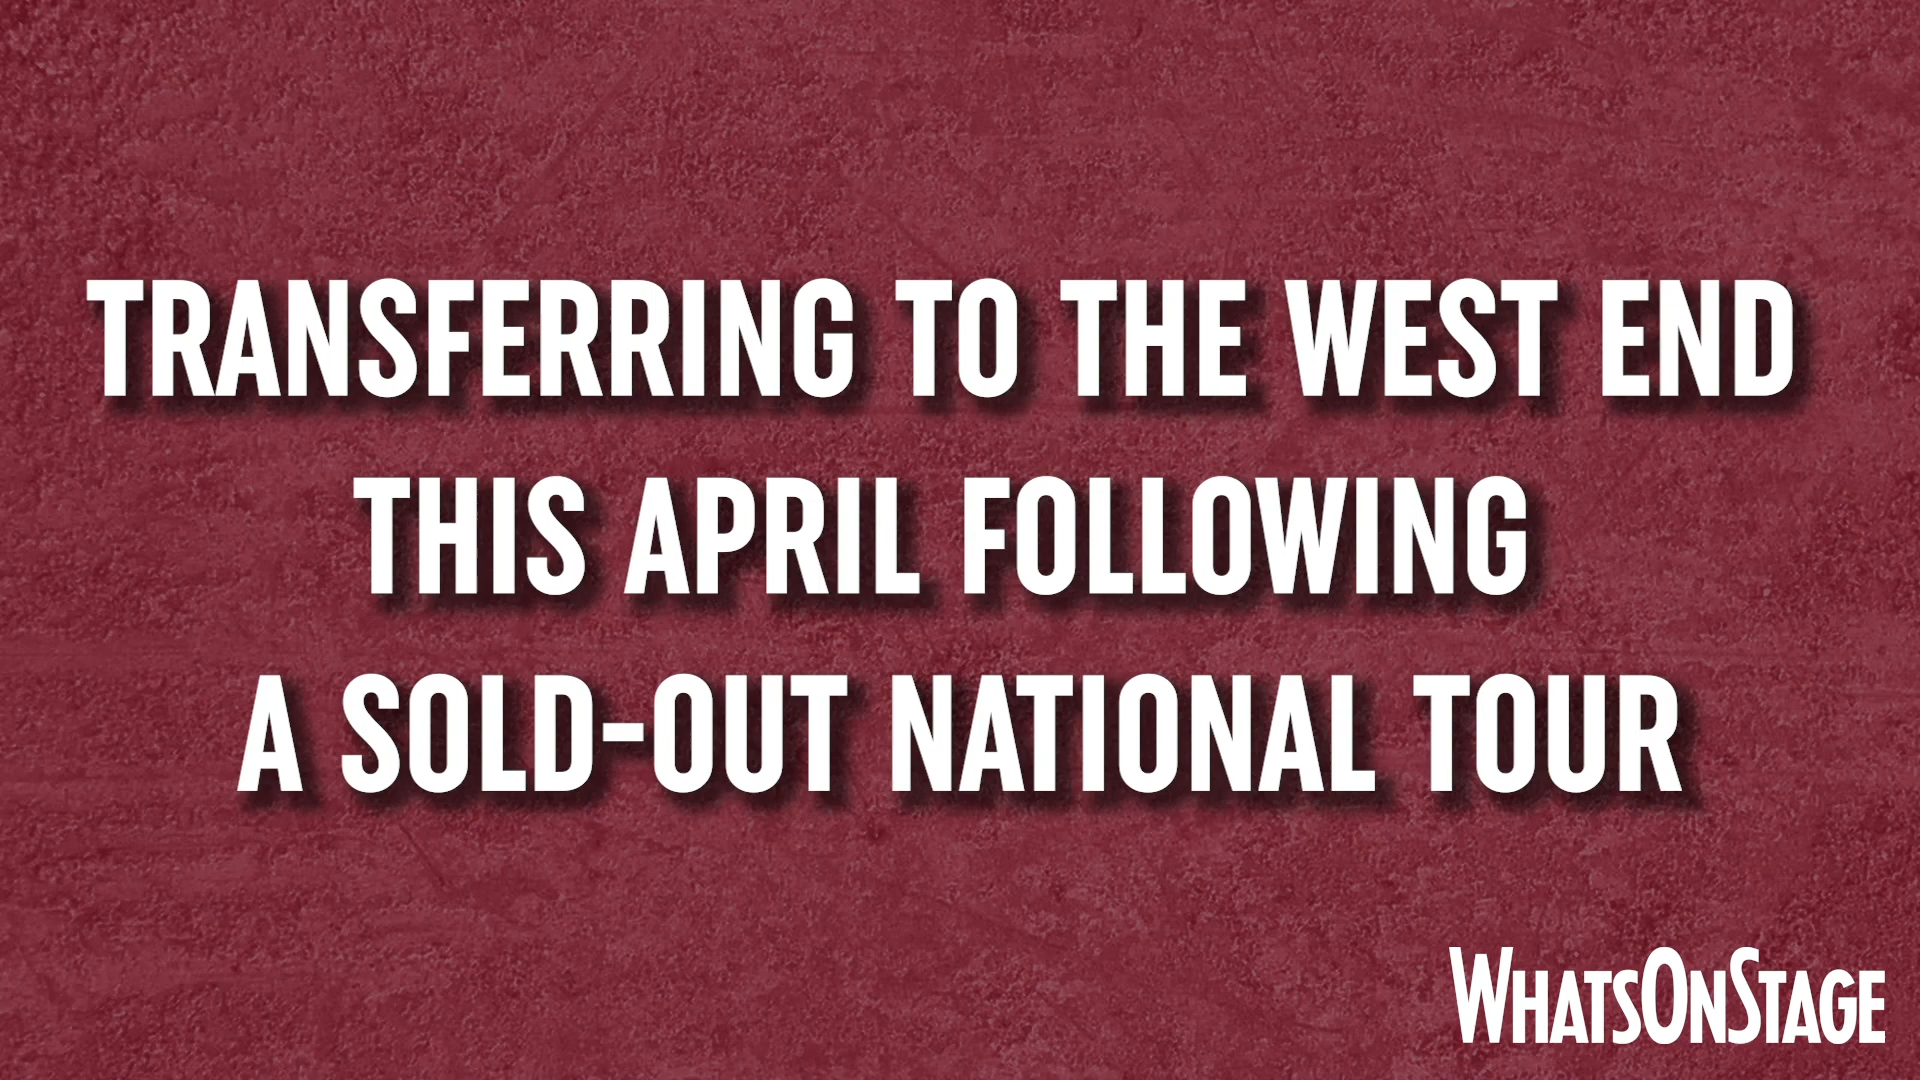 TRANSFERRING TO THE WEST END
THIS APRIL FOLLOWING
A SOLD-OUT NATIONAL TOUR
WHATSONSTAGE